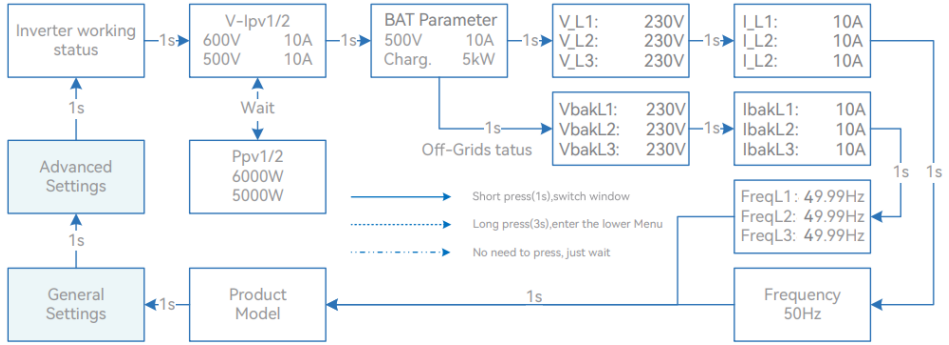 Inverter working
status
1s
V-Ipv1/2
600V 10A
500V 10A
1s
BAT Parameter
500V 10A
Charg. 5kW
1s
V_L1: 230V
V_L2: 230V
V_L3: 230V
1s
I_L1: 10A
I_L2: 10A
I_L2: 10A
1s
Wait
1s
Off-Grids tatus
VbakL1: 230V
VbakL2: 230V
VbakL3: 230V
1s
IbakL1: 10A
IbakL2: 10A
IbakL3: 10A
1s
1s
Advanced
Settings
Ppv1/2
6000W
5000W
Short press(1s),switch window
Long press(3s),enter the lower Menu
No need to press, just wait
FreqL1: 49.99Hz
FreqL2: 49.99Hz
FreqL3: 49.99Hz
1s
General
Settings
1s
Product
Model
1s
Frequency
50Hz